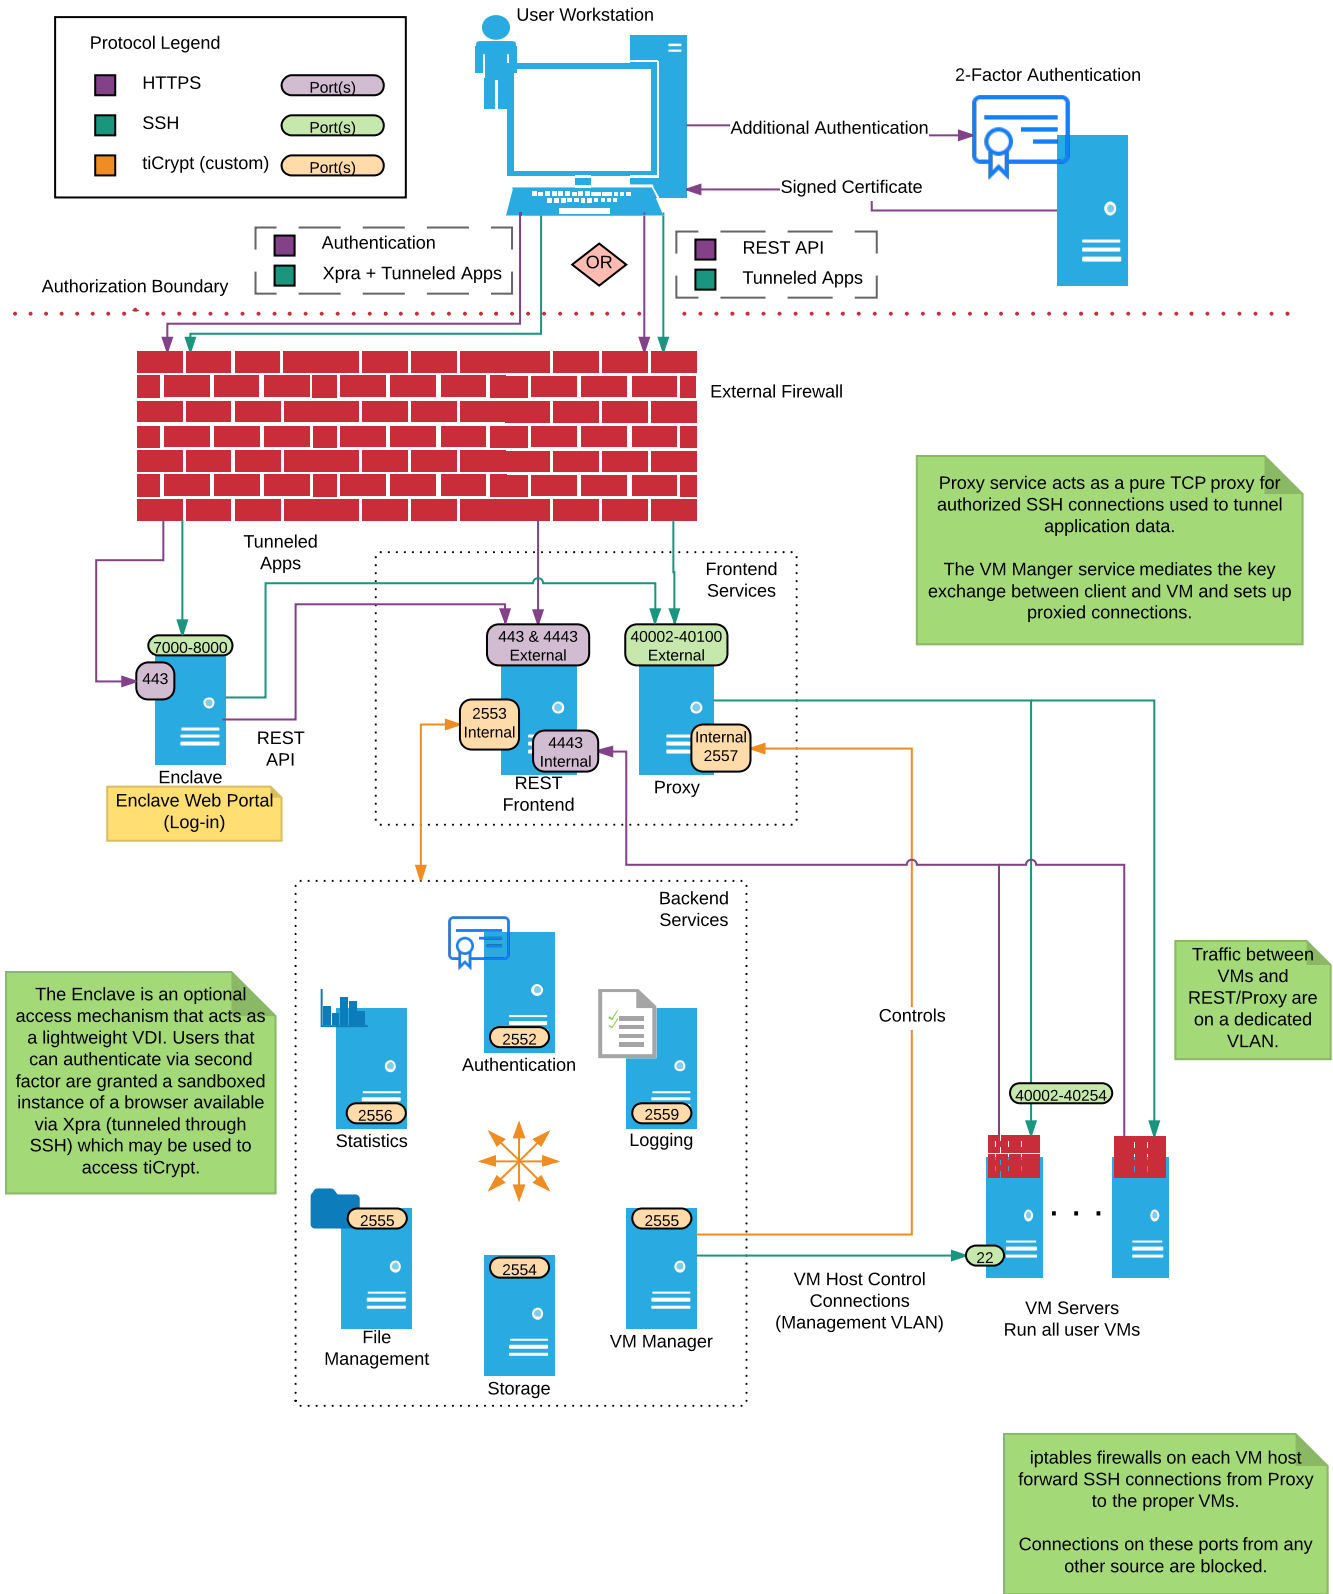 User Workstation
Protocol Legend
HTTPS
Port(s)
SSH
Port(s)
tiCrypt (custom)
Port(s)
2-Factor Authentication
Additional Authentication
Signed Certificate
Authentication
Xpra + Tunneled Apps
OR
REST API
Tunneled Apps
Authorization Boundary
External Firewall
Proxy service acts as a pure TCP proxy for
authorized SSH connections used to tunnel
application data.
The VM Manger service mediates the key
exchange between client and VM and sets up
proxied connections.
Tunneled
Apps
Frontend
Services
7000-8000
443
443 & 4443
External
40002-40100
External
2553
Internal
4443
Internal
Internal
2557
REST
API
Enclave
Enclave Web Portal
(Log-in)
REST
Frontend
Proxy
Backend
Services
The Enclave is an optional
access mechanism that acts as
a lightweight VDI. Users that
can authenticate via second
factor are granted a sandboxed
instance of a browser available
via Xpra (tunneled through
SSH) which may be used to
access tiCrypt.
2552
Authentication
2556
Statistics
2559
Logging
Controls
Traffic between
VMs and
REST/Proxy are
on a dedicated
VLAN.
40002-40254
2555
File
Management
2554
Storage
2555
VM Manager
22
VM Host Control
Connections
(Management VLAN)
. . .
VM Servers
Run all user VMs
iptables firewalls on each VM host
forward SSH connections from Proxy
to the proper VMs.
Connections on these ports from any
other source are blocked.